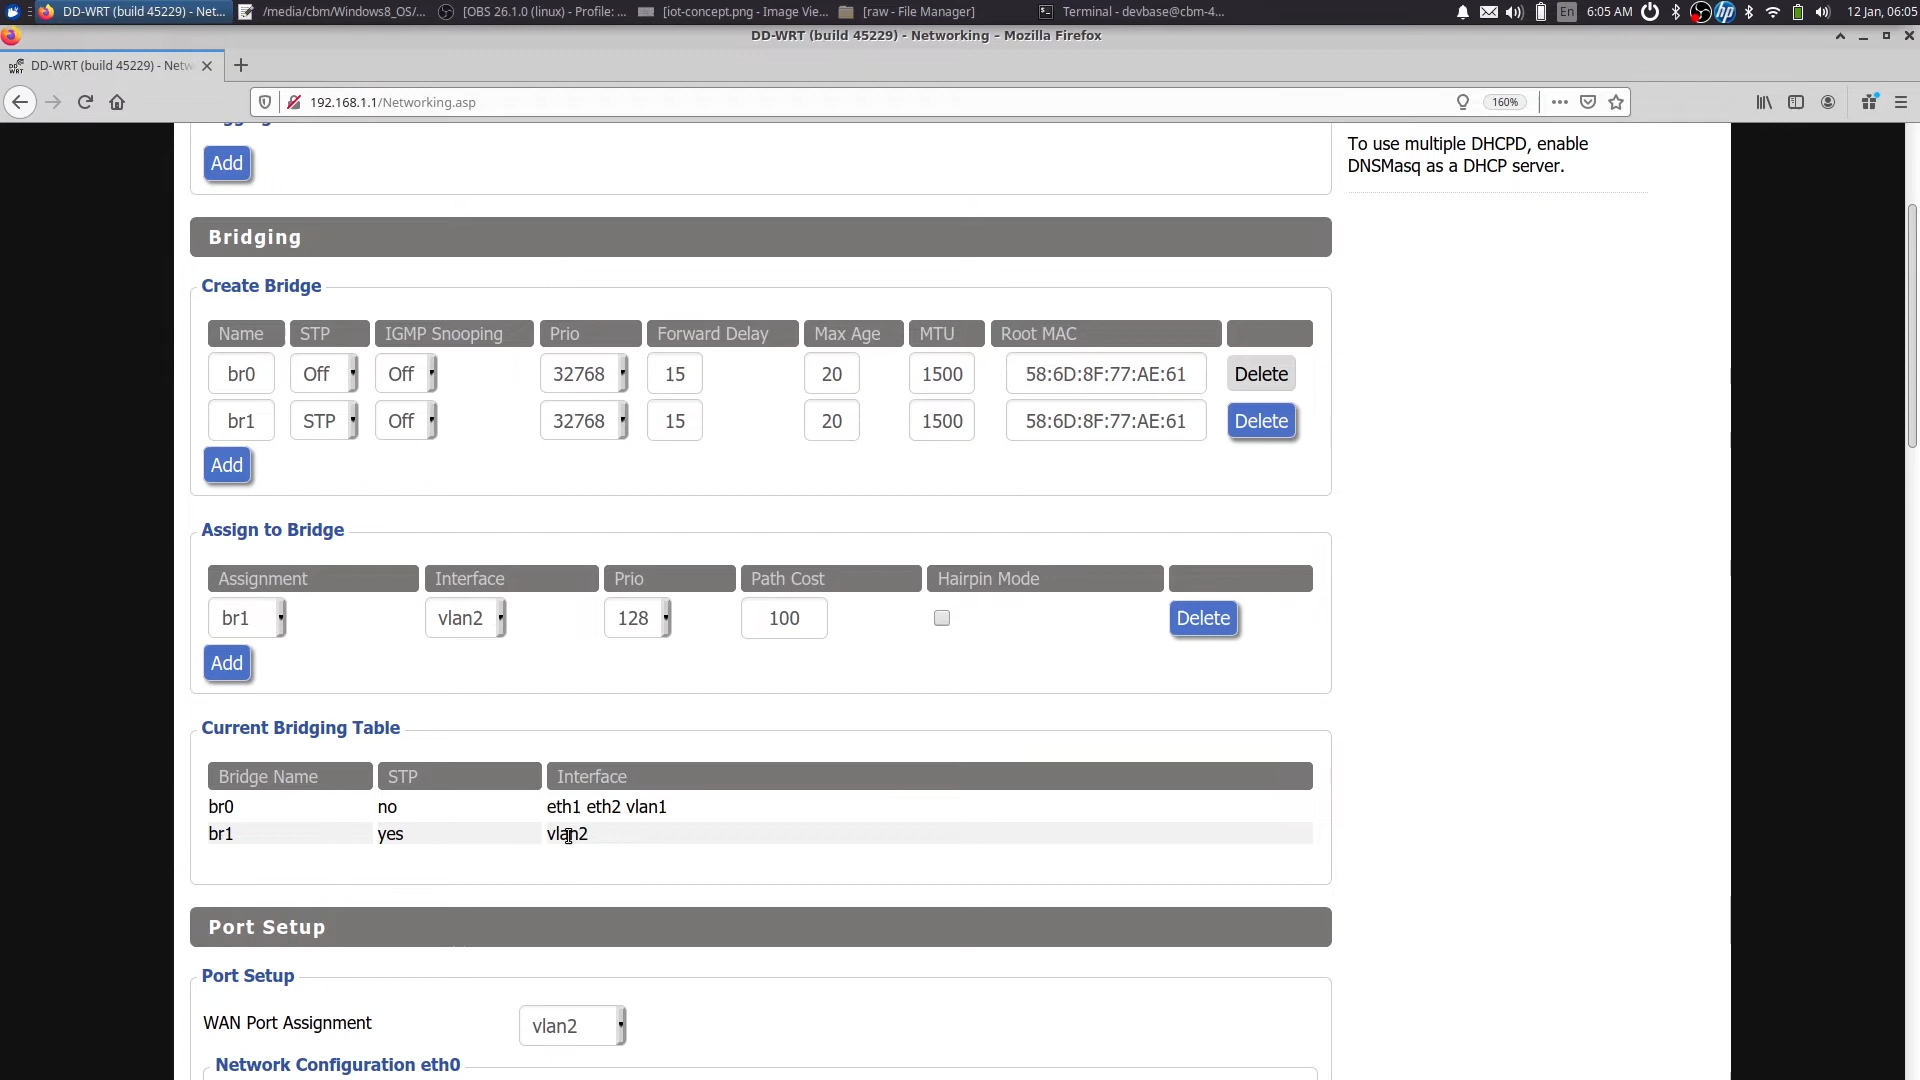 DD-WRT (build 45229) - Net...
/media/cbm/Windows8_OS/...
[OBS 26.1.0 (linux) - Profile: ...
[iot-concept.png - Image Vie...
[raw - File Manager]
Terminal - devbase@cbm-4...
En
6:05 AM
12 Jan, 06:05
DD-WRT (build 45229) - Networking - Mozilla Firefox
DD-WRT (build 45229) - Netw
192.168.1.1/Networking.asp
160%
To use multiple DHCPD, enable
DNSMasq as a DHCP server.
Add
Bridging
Create Bridge
Name STP IGMP Snooping Prio Forward Delay Max Age MTU Root MAC
br0 Off Off 32768 15 20 1500 58:6D:8F:77:AE:61 Delete
br1 STP Off 32768 15 20 1500 58:6D:8F:77:AE:61 Delete
Add
Assign to Bridge
Assignment Interface Prio Path Cost Hairpin Mode
br1 vlan2 128 100 Delete
Add
Current Bridging Table
Bridge Name STP Interface
br0 no eth1 eth2 vlan1
br1 yes vlan2
Port Setup
Port Setup
WAN Port Assignment vlan2
Network Configuration eth0